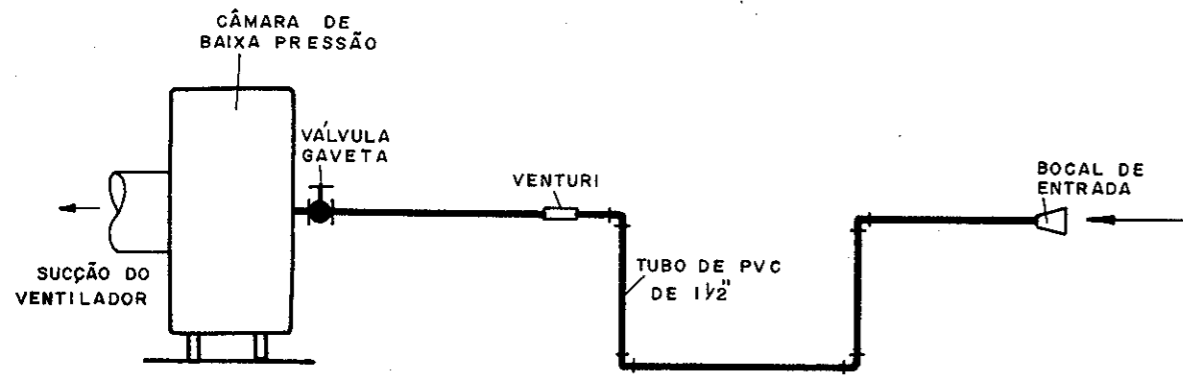 CÂMARA DE
BAIXA PRESSÃO
VÁLVULA
GAVETA
VENTURI
BOCAL DE
ENTRADA
SUCÇÃO DO
VENTILADOR
TUBO DE PVC
DE 1½"